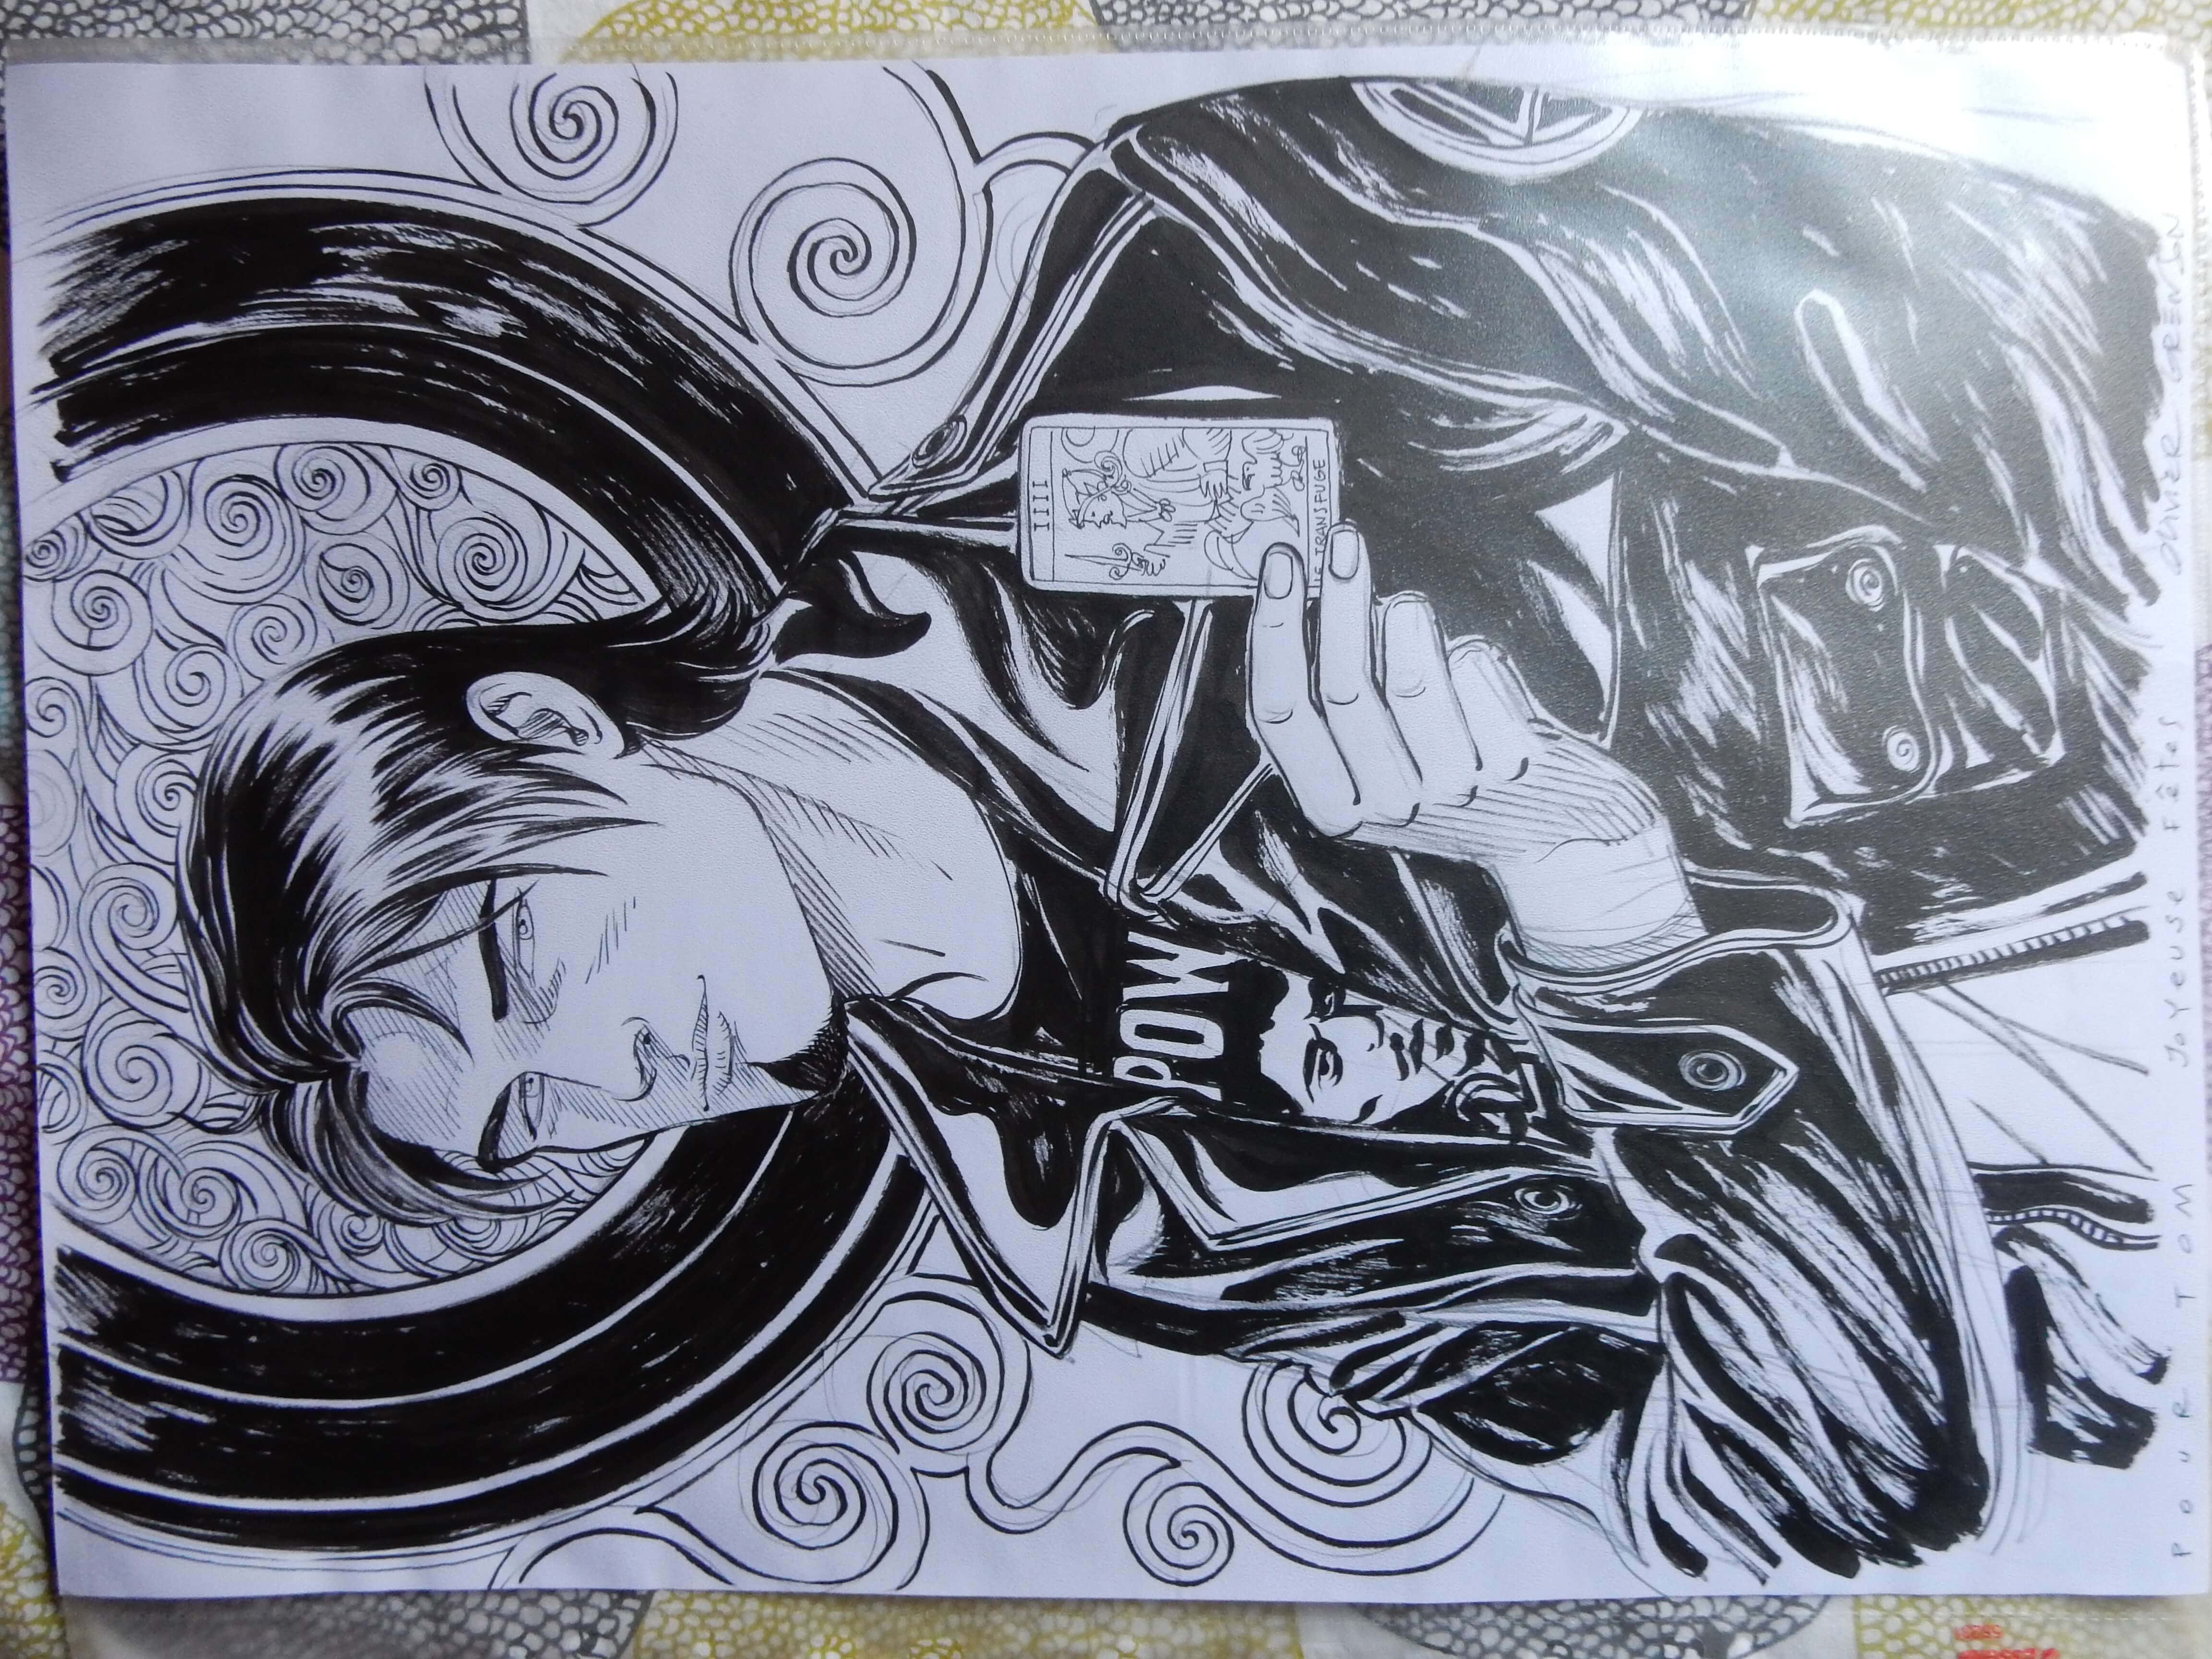 IIII
POW
LE TRANSFUGE
POUR TOM JOYEUSE FÊTES OLIVIER GRENSON